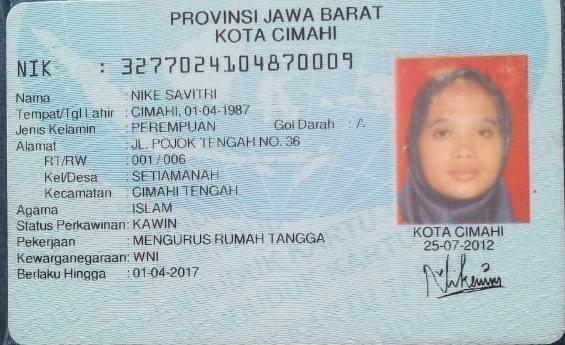 PROVINSI JAWA BARAT
KOTA CIMAHI
NIK : 3277024104870009
Nama : NIKE SAVITRI
Tempat/Tgl Lahir : CIMAHI, 01-04-1987
Jenis Kelamin : PEREMPUAN Gol Darah :
Alamat : JL. POJOK TENGAH NO. 36
RT/RW : 001 / 006
Kel/Desa : SETIAMANAH
Kecamatan : CIMAHI TENGAH
Agama : ISLAM
Status Perkawinan: KAWIN
Pekerjaan : MENGURUS RUMAH TANGGA
Kewarganegaraan: WNI
Berlaku Hingga : 01-04-2017
KOTA CIMAHI
25-07-2012